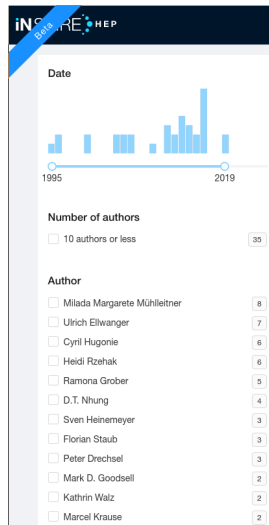 iNSPIRE HEP
Beta
Date
1995 2019
Number of authors
10 authors or less 35
Author
Milada Margarete Mühlleitner 8
Ulrich Ellwanger 7
Cyril Hugonie 6
Heidi Rzehak 6
Ramona Grober 5
D.T. Nhung 4
Sven Heinemeyer 3
Florian Staub 3
Peter Drechsel 3
Mark D. Goodsell 2
Kathrin Walz 2
Marcel Krause 2